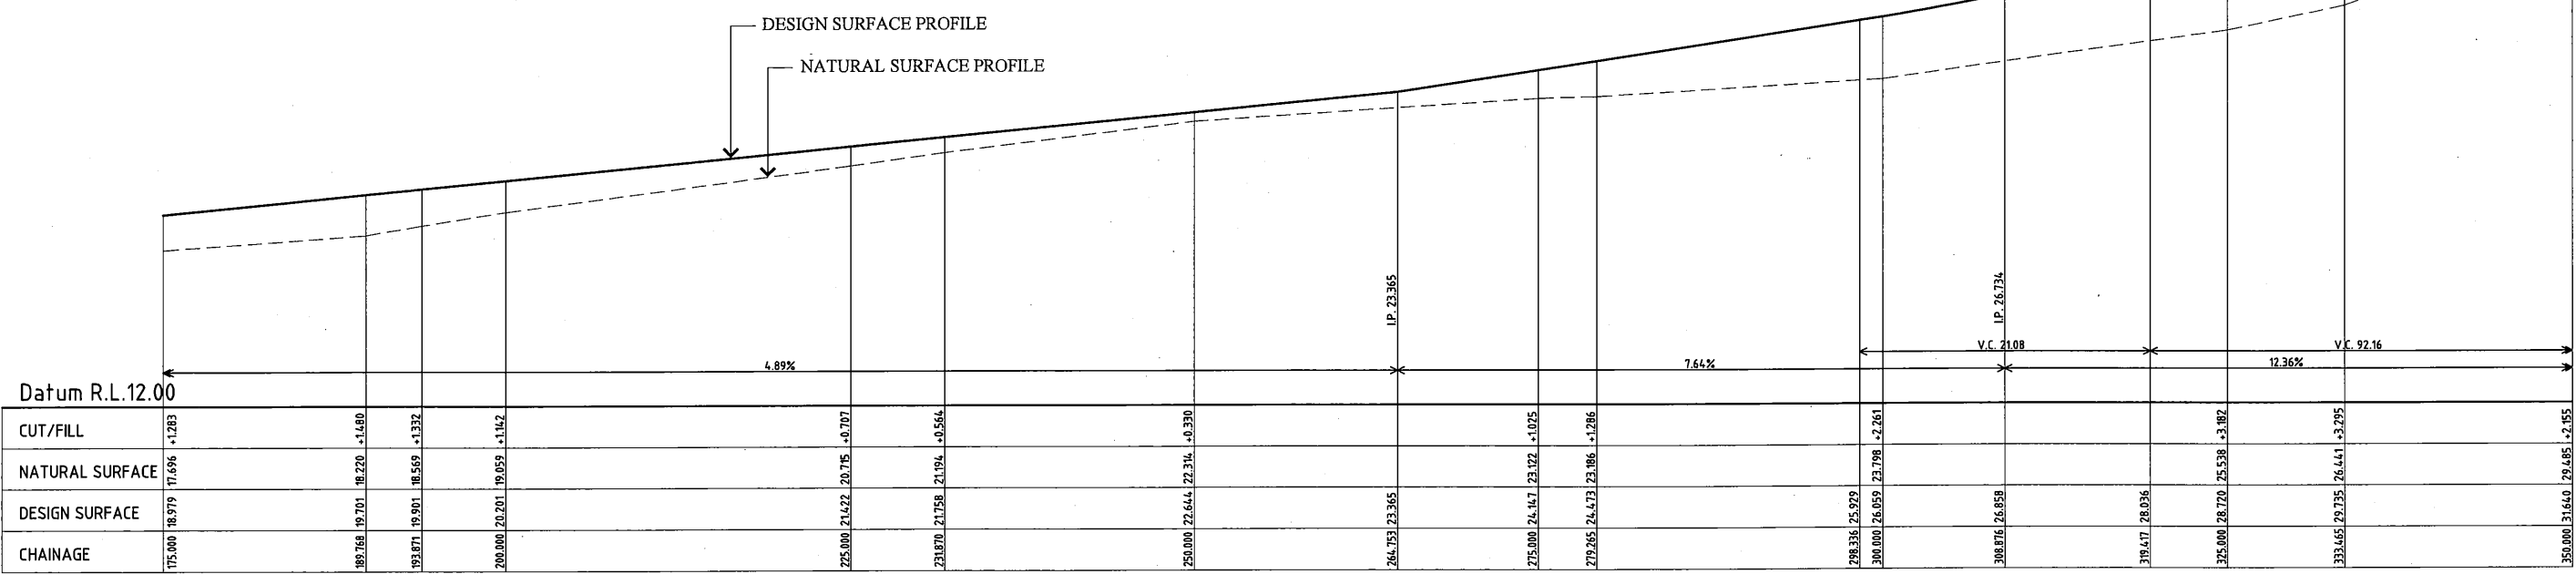 DESIGN SURFACE PROFILE
NATURAL SURFACE PROFILE
I.P. 23.365
I.P. 26.734
V.C. 21.08
V.C. 92.16
4.89%
7.64%
12.36%
Datum R.L.12.00
CUT/FILL +1.283 +1.480 +1.332 +1.142 +0.707 +0.564 +0.330 +1.025 +1.286 +2.261 +3.182 +3.295 +2.155
NATURAL SURFACE 17.696 18.220 18.569 19.059 20.715 21.194 22.314 23.122 23.186 23.798 25.538 26.441 29.485
DESIGN SURFACE 18.979 19.701 19.901 20.201 21.422 21.758 22.644 23.365 24.147 24.473 25.929 26.059 26.858 28.036 28.720 29.735 31.640
CHAINAGE 175.000 189.768 193.871 200.000 225.000 231.870 250.000 264.753 275.000 279.265 298.336 300.000 308.876 319.417 325.000 333.465 350.000